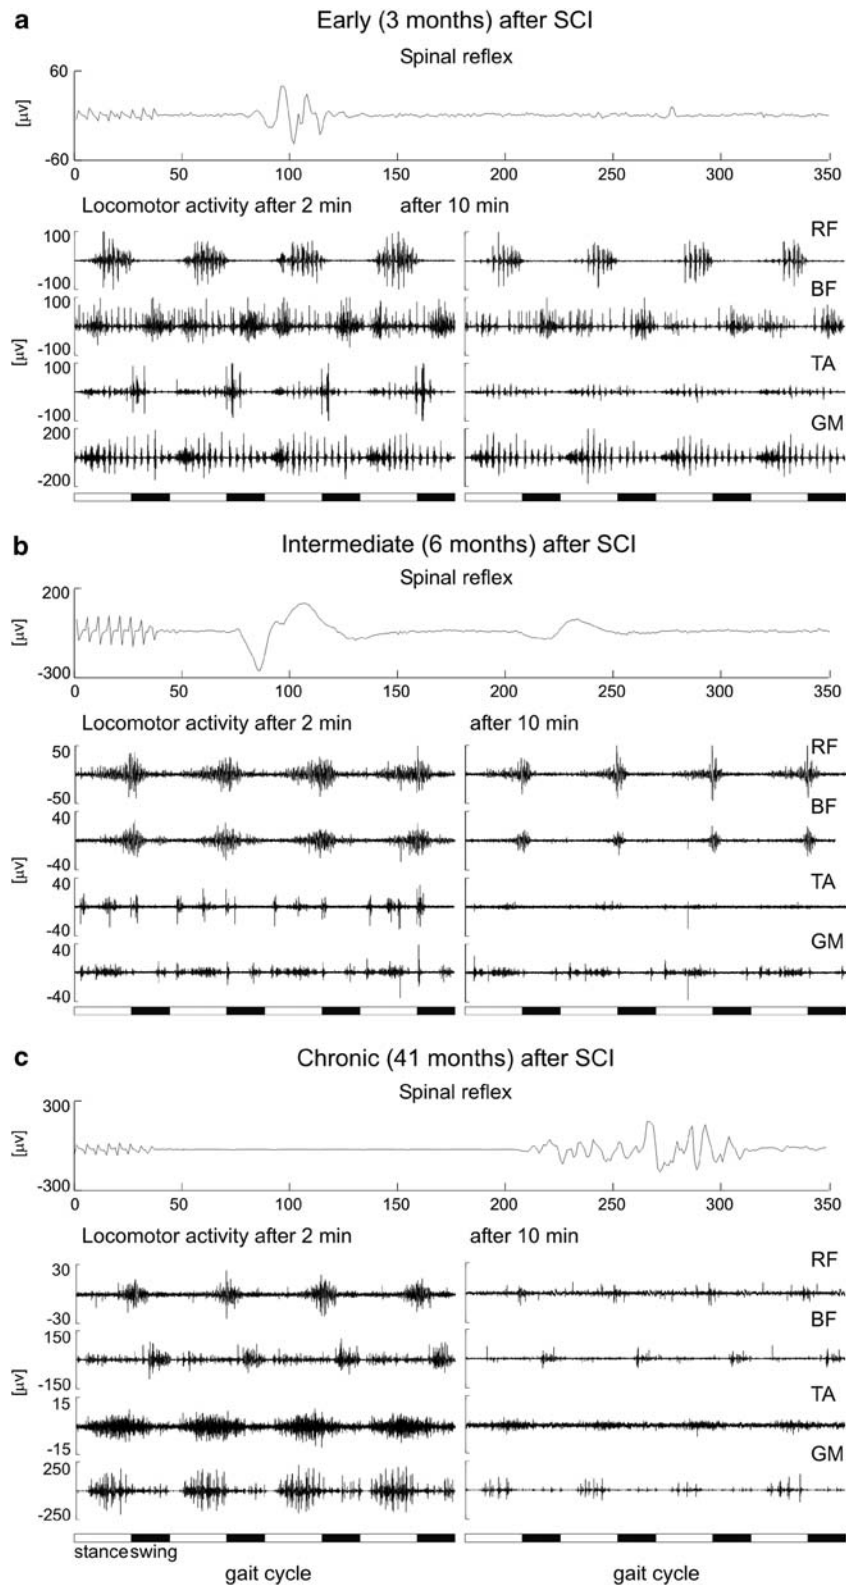 a Early (3 months) after SCI
Spinal reflex
60
[μv]
-60
0 50 100 150 200 250 300 350
Locomotor activity after 2 min after 10 min
RF
100
-100
BF
100
-100
[μv]
TA
100
-100
GM
200
-200
b Intermediate (6 months) after SCI
Spinal reflex
200
[μv]
-300
0 50 100 150 200 250 300 350
Locomotor activity after 2 min after 10 min
RF
50
-50
BF
40
-40
[μv]
TA
40
-40
GM
40
-40
c Chronic (41 months) after SCI
Spinal reflex
300
[μv]
-300
0 50 100 150 200 250 300 350
Locomotor activity after 2 min after 10 min
RF
30
-30
BF
150
-150
[μv]
TA
15
-15
GM
250
-250
stance swing
gait cycle gait cycle